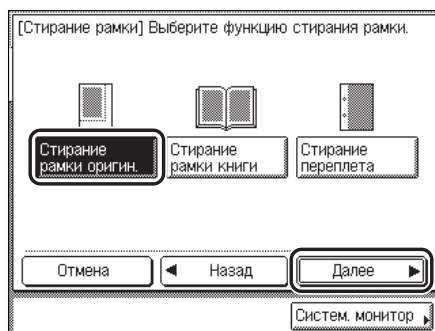 [Стирание рамки] Выберите функцию стирания рамки.
Стирание
рамки оригин.
Стирание
рамки книги
Стирание
переплета
Отмена
Назад
Далее
Систем. монитор